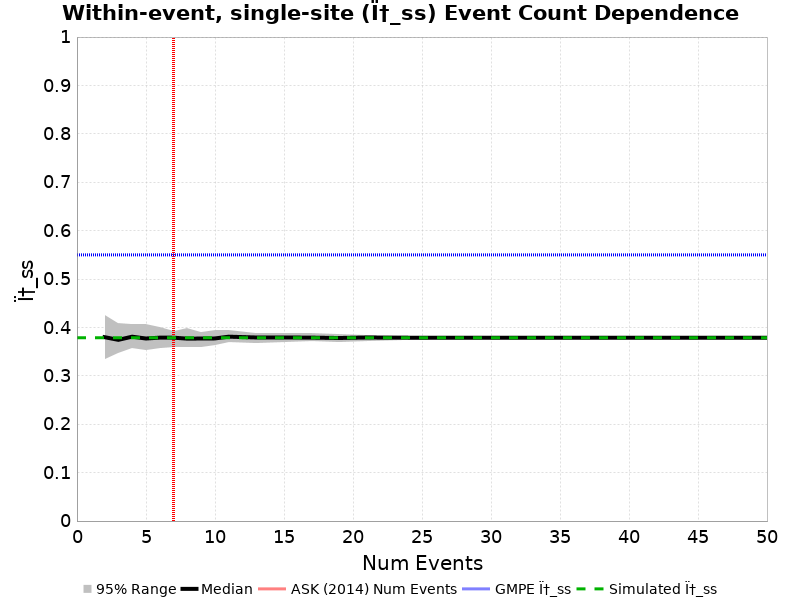 Within-event, single-site (Ï†_ss) Event Count Dependence
1
0.9
0.8
0.7
0.6
0.5
0.4
0.3
0.2
0.1
0
Ï†_ss
0 5 10 15 20 25 30 35 40 45 50
Num Events
95% Range Median ASK (2014) Num Events GMPE Ï†_ss Simulated Ï†_ss